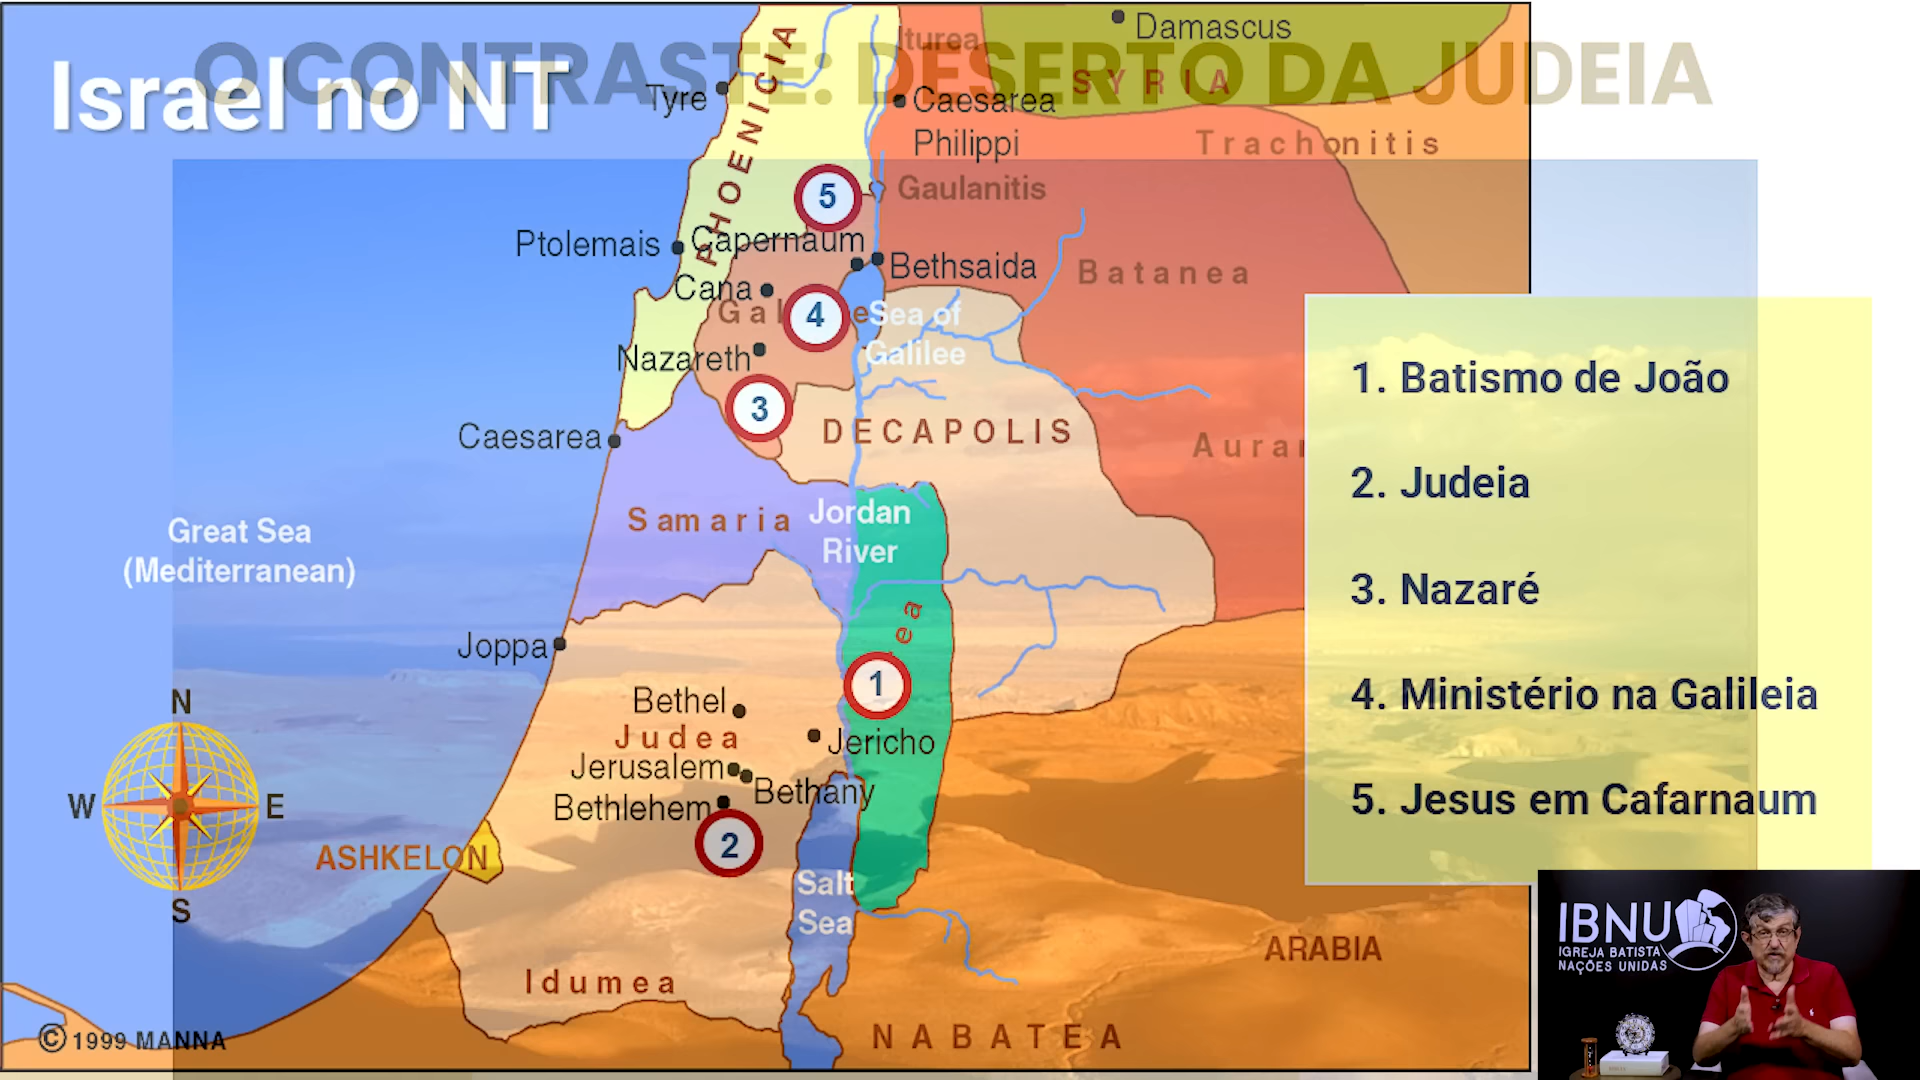 O CONTRASTE: DESERTO DA JUDEIA
Israel no NT
Damascus
Iturea
SYRIA
Tyre
PHOENICIA
Caesarea
Philippi
Trachonitis
5
Gaulanitis
Ptolemais
Capernaum
Bethsaida
Batanea
Cana
Gal
4
e
Sea of
Galilee
Nazareth
3
DECAPOLIS
Caesarea
Auran
Samaria
Jordan
River
Great Sea
(Mediterranean)
ea
Joppa
1
Bethel
Judea
Jericho
Jerusalem
Bethany
Bethlehem
2
ASHKELON
Salt
Sea
ARABIA
Idumea
NABATEA
N
W
E
S
© 1999 MANNA
1. Batismo de João
2. Judeia
3. Nazaré
4. Ministério na Galileia
5. Jesus em Cafarnaum
IBNU
IGREJA BATISTA
NAÇÕES UNIDAS